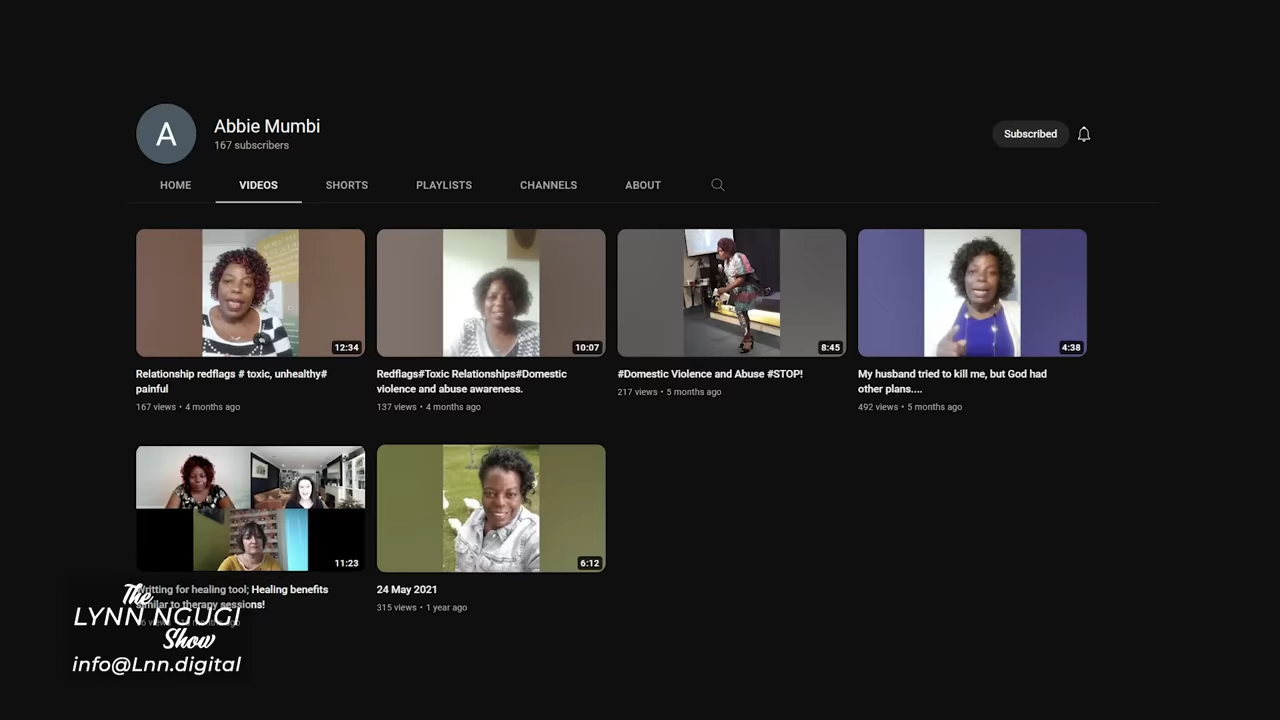 A
Abbie Mumbi
167 subscribers
Subscribed
HOME
VIDEOS
SHORTS
PLAYLISTS
CHANNELS
ABOUT
12:34
10:07
8:45
4:38
Relationship redflags # toxic, unhealthy#
painful
167 views • 4 months ago
Redflags#Toxic Relationships#Domestic
violence and abuse awareness.
137 views • 4 months ago
#Domestic Violence and Abuse #STOP!
217 views • 5 months ago
My husband tried to kill me, but God had
other plans....
492 views • 5 months ago
11:23
6:12
Writting for healing tool; Healing benefits
similar to therapy sessions!
24 May 2021
315 views • 1 year ago
The
LYNN NGUGI
Show
info@Lnn.digital